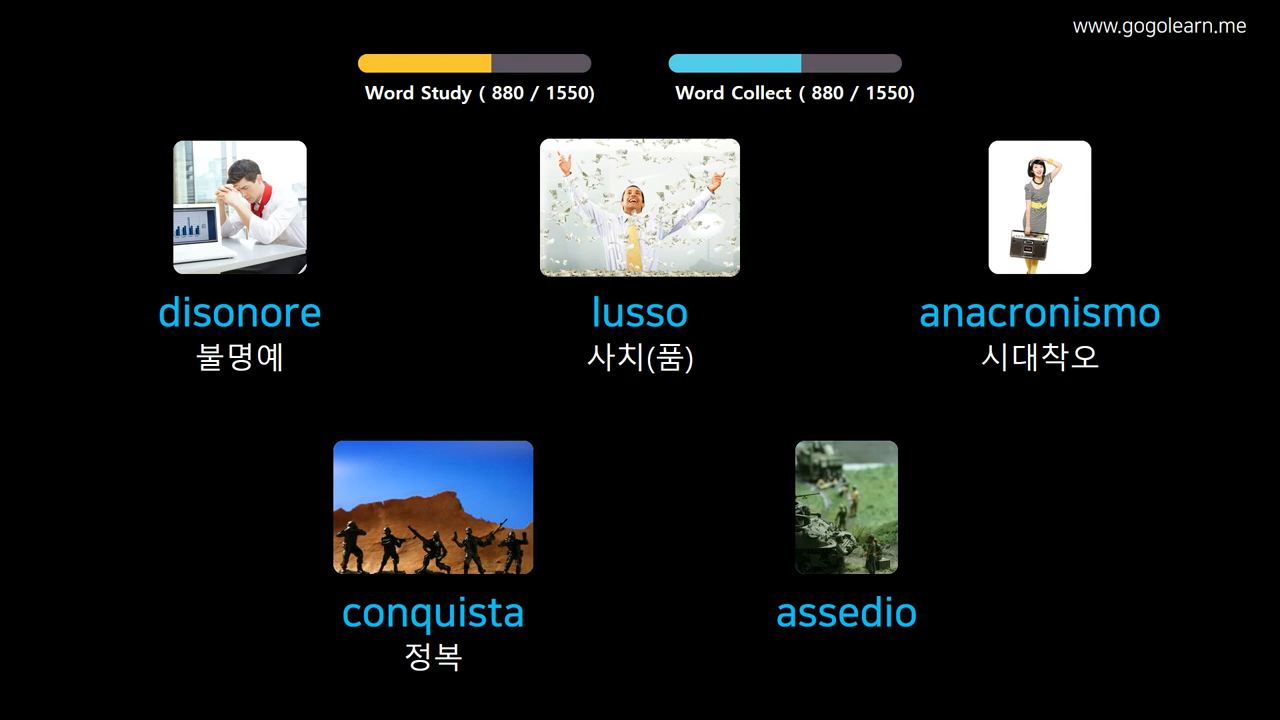 www.gogolearn.me
Word Study ( 880 / 1550)
Word Collect ( 880 / 1550)
disonore
불명예
lusso
사치(품)
anacronismo
시대착오
conquista
정복
assedio